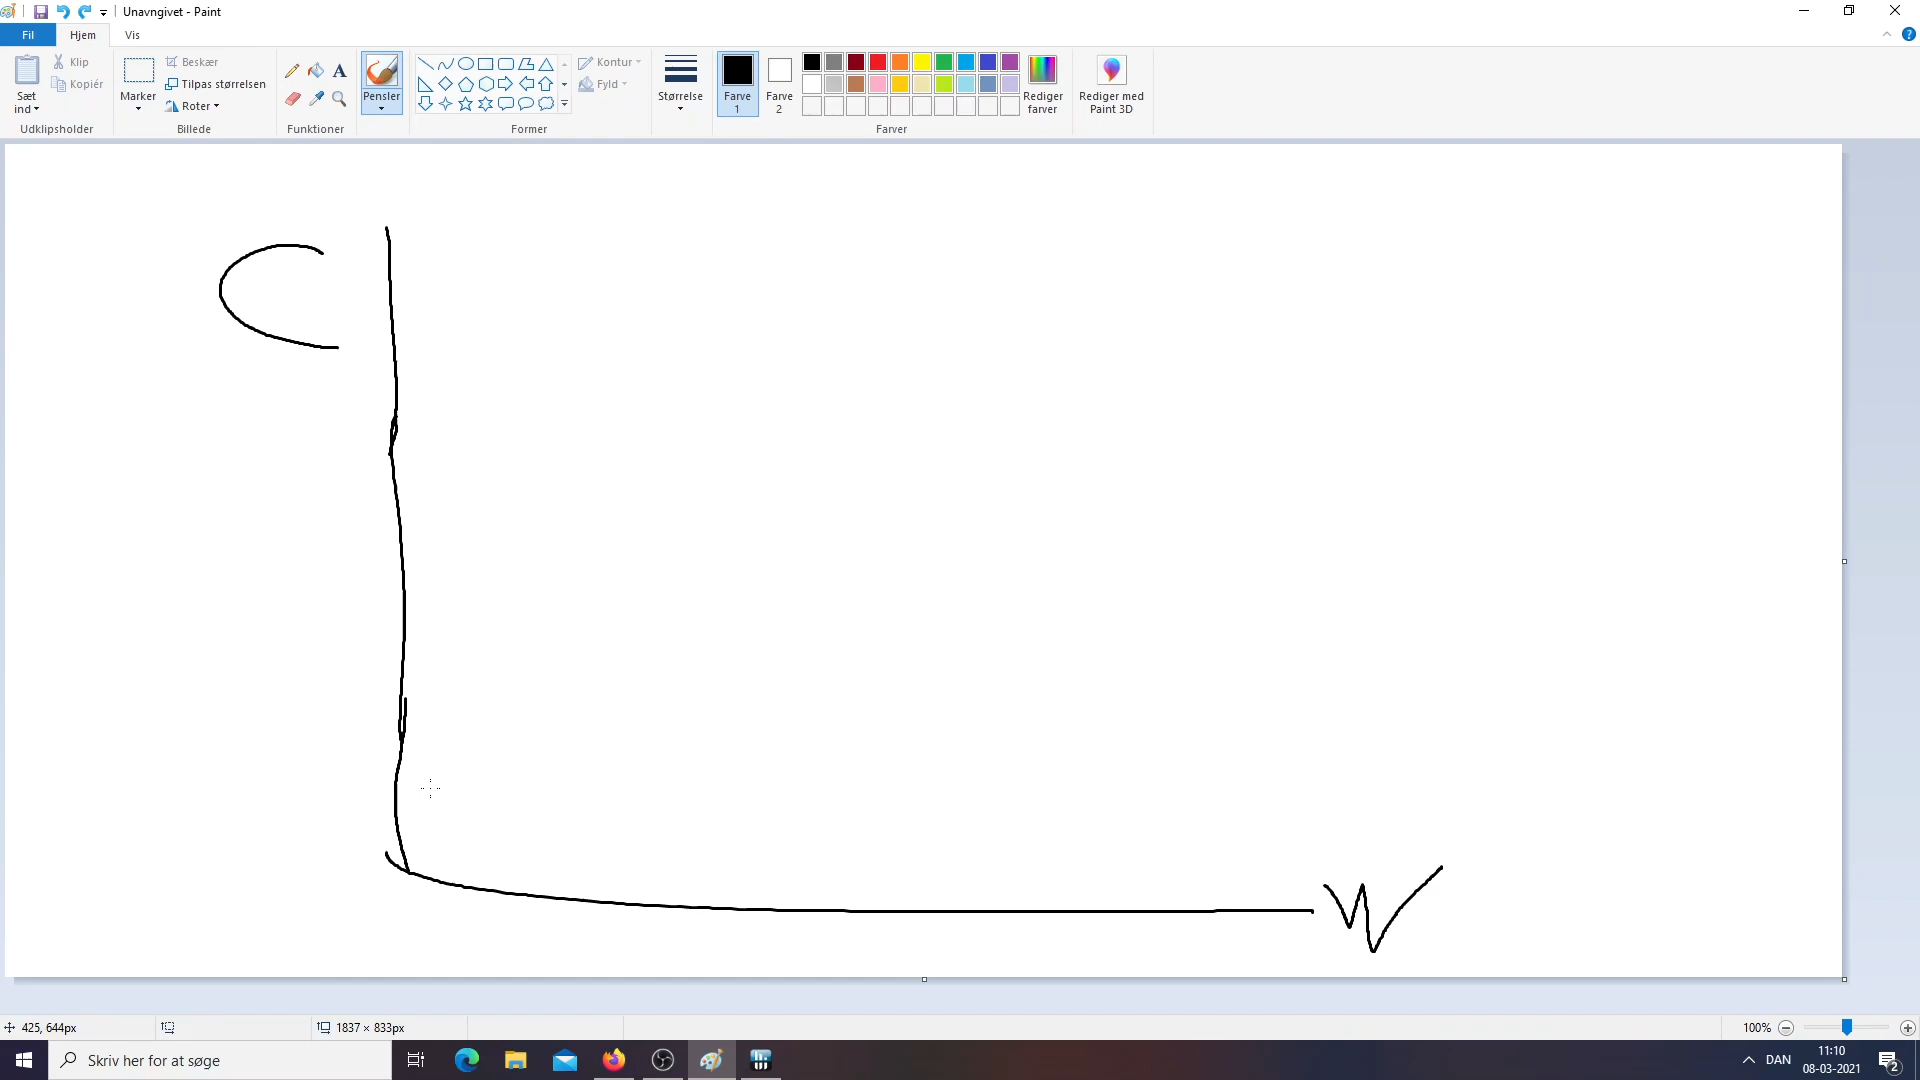 Unavngivet - Paint
Fil Hjem Vis
Sæt ind
Klip
Kopiér
Udklipsholder
Marker
Beskær
Tilpas størrelsen
Roter
Billede
A
Funktioner
Pensler
Kontur
Fyld
Former
Størrelse
Farve 1
Farve 2
Rediger farver
Farver
Rediger med Paint 3D
C
W
425, 644px
1837 × 833px
100%
Skriv her for at søge
DAN
11:10
08-03-2021
2